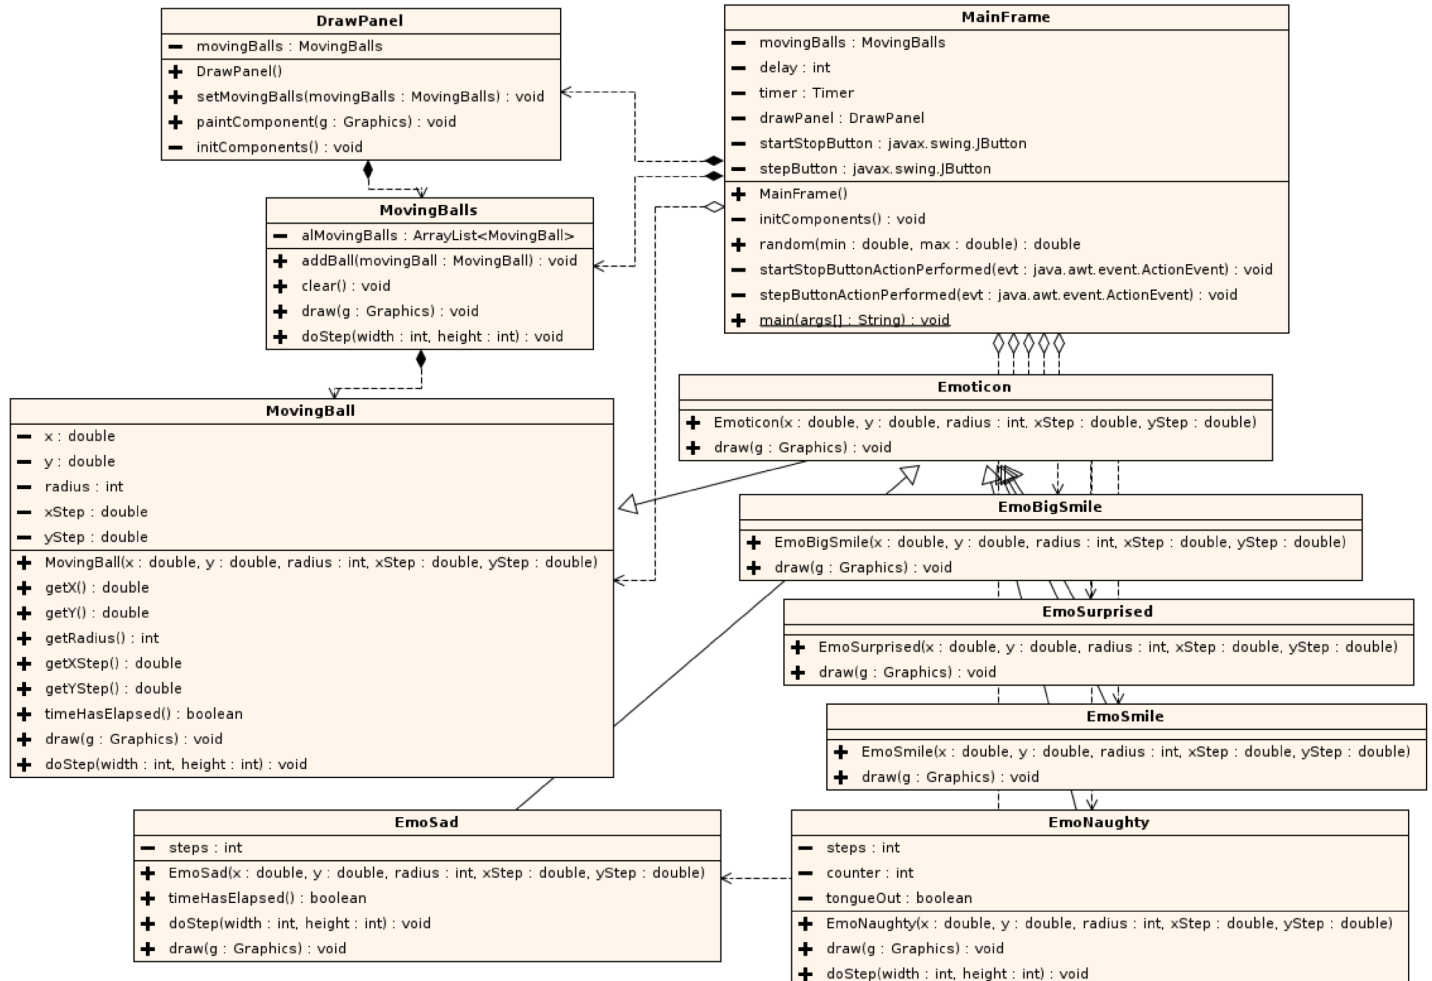 DrawPanel
movingBalls : MovingBalls
DrawPanel()
setMovingBalls(movingBalls : MovingBalls) : void
paintComponent(g : Graphics) : void
initComponents() : void
MainFrame
movingBalls : MovingBalls
delay : int
timer : Timer
drawPanel : DrawPanel
startStopButton : javax.swing.JButton
stepButton : javax.swing.JButton
MainFrame()
initComponents() : void
random(min : double, max : double) : double
startStopButtonActionPerformed(evt : java.awt.event.ActionEvent) : void
stepButtonActionPerformed(evt : java.awt.event.ActionEvent) : void
main(args[] : String) : void
MovingBalls
alMovingBalls : ArrayList<MovingBall>
addBall(movingBall : MovingBall) : void
clear() : void
draw(g : Graphics) : void
doStep(width : int, height : int) : void
Emoticon
Emoticon(x : double, y : double, radius : int, xStep : double, yStep : double)
draw(g : Graphics) : void
MovingBall
x : double
y : double
radius : int
xStep : double
yStep : double
MovingBall(x : double, y : double, radius : int, xStep : double, yStep : double)
getX() : double
getY() : double
getRadius() : int
getXStep() : double
getYStep() : double
timeHasElapsed() : boolean
draw(g : Graphics) : void
doStep(width : int, height : int) : void
EmoBigSmile
EmoBigSmile(x : double, y : double, radius : int, xStep : double, yStep : double)
draw(g : Graphics) : void
EmoSurprised
EmoSurprised(x : double, y : double, radius : int, xStep : double, yStep : double)
draw(g : Graphics) : void
EmoSmile
EmoSmile(x : double, y : double, radius : int, xStep : double, yStep : double)
draw(g : Graphics) : void
EmoSad
steps : int
EmoSad(x : double, y : double, radius : int, xStep : double, yStep : double)
timeHasElapsed() : boolean
doStep(width : int, height : int) : void
draw(g : Graphics) : void
EmoNaughty
steps : int
counter : int
tongueOut : boolean
EmoNaughty(x : double, y : double, radius : int, xStep : double, yStep : double)
draw(g : Graphics) : void
doStep(width : int, height : int) : void